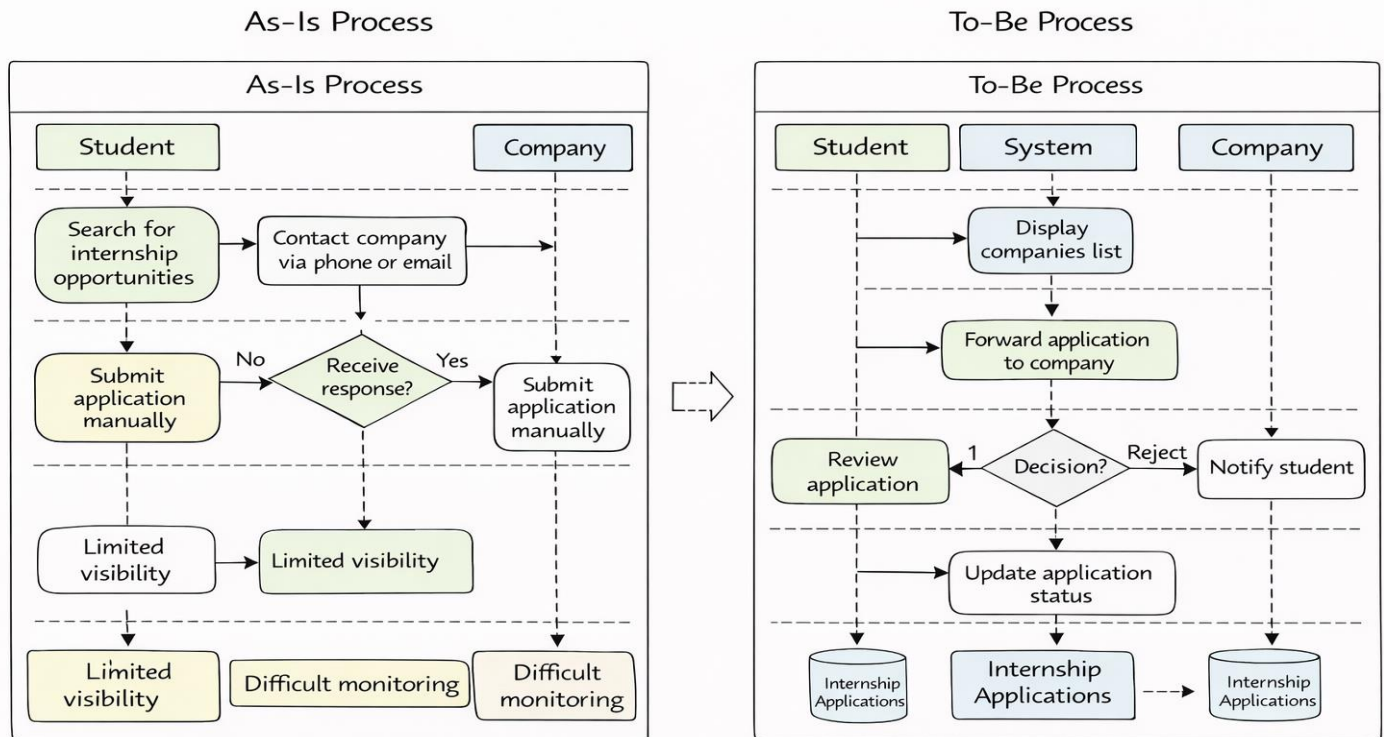 As-Is Process
To-Be Process
As-Is Process
Student
Company
Search for
internship
opportunities
Contact company
via phone or email
No
Receive
response?
Yes
Submit
application
manually
Submit
application
manually
Limited
visibility
Limited visibility
Limited
visibility
Difficult monitoring
Difficult
monitoring
To-Be Process
Student
System
Company
Display
companies list
Forward application
to company
Review
application
1
Decision?
Reject
Notify student
Update application
status
Internship
Applications
Internship
Applications
Internship
Applications